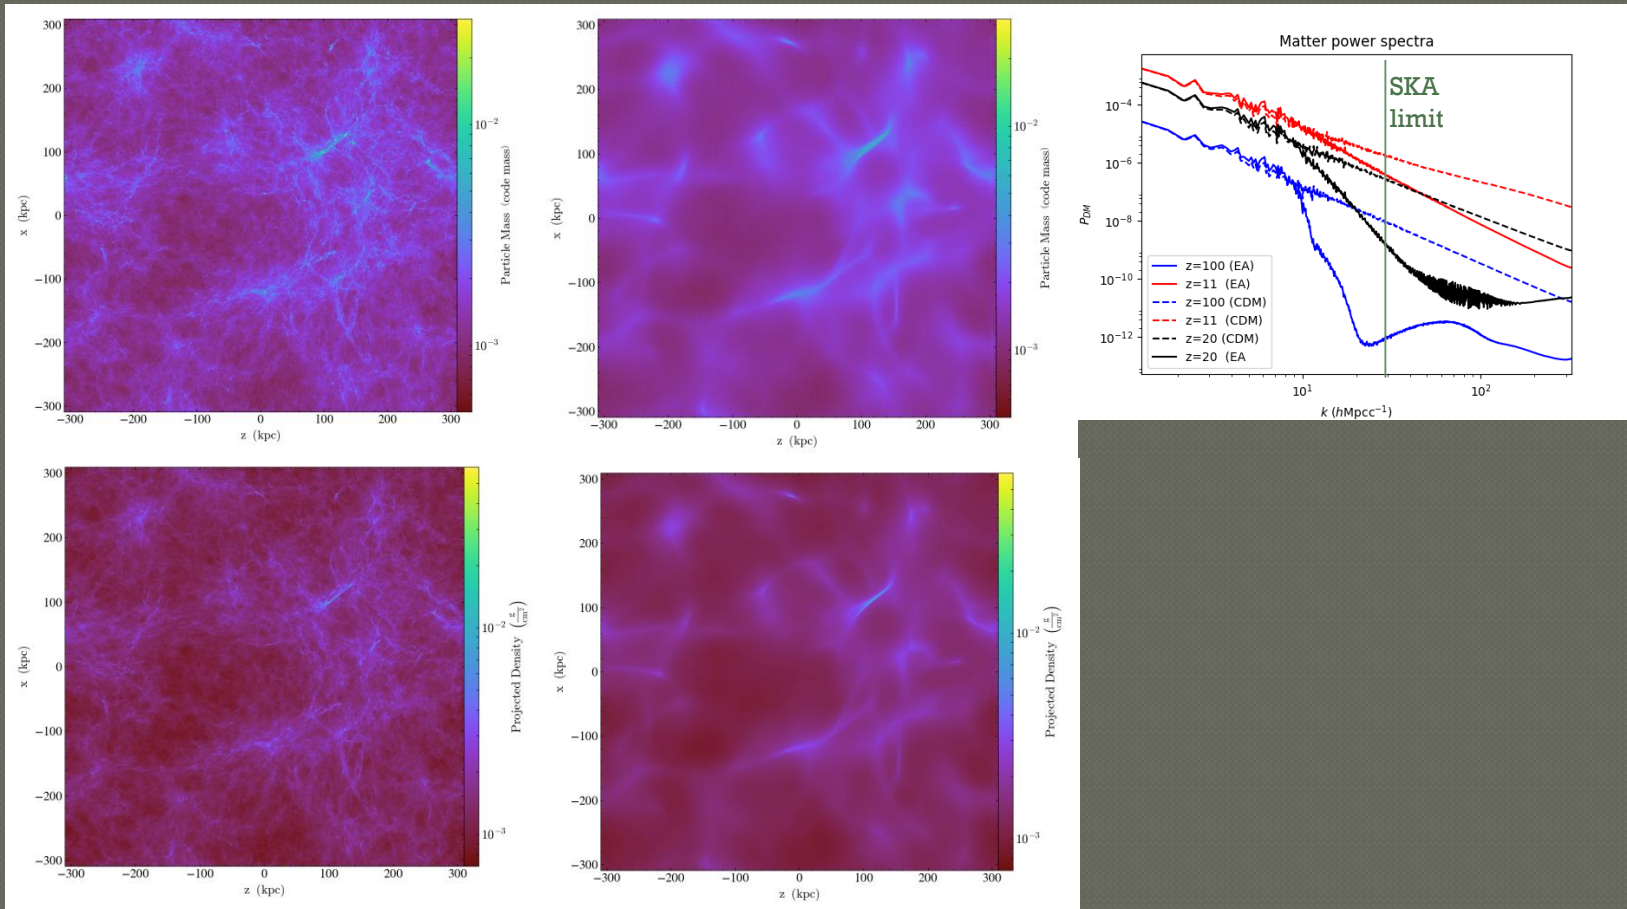 300
200
100
0
−100
−200
−300
x (kpc)
−300 −200 −100 0 100 200 300
z (kpc)
10⁻²
10⁻³
Particle Mass (code mass)
300
200
100
0
−100
−200
−300
x (kpc)
−300 −200 −100 0 100 200 300
z (kpc)
10⁻²
10⁻³
Particle Mass (code mass)
Matter power spectra
SKA
limit
10⁻⁴
10⁻⁶
10⁻⁸
10⁻¹⁰
10⁻¹²
P_DM
z=100 (EA)
z=11 (EA)
z=100 (CDM)
z=11 (CDM)
z=20 (CDM)
z=20 (EA
10¹ 10²
k (hMpcc⁻¹)
300
200
100
0
−100
−200
−300
x (kpc)
−300 −200 −100 0 100 200 300
z (kpc)
10⁻²
10⁻³
Projected Density (g/cm²)
300
200
100
0
−100
−200
−300
x (kpc)
−300 −200 −100 0 100 200 300
z (kpc)
10⁻²
10⁻³
Projected Density (g/cm²)